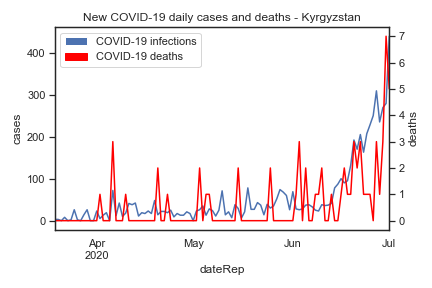 New COVID-19 daily cases and deaths - Kyrgyzstan
COVID-19 infections
COVID-19 deaths
cases
400
300
200
100
0
deaths
7
6
5
4
3
2
1
0
Apr
2020
May
Jun
Jul
dateRep